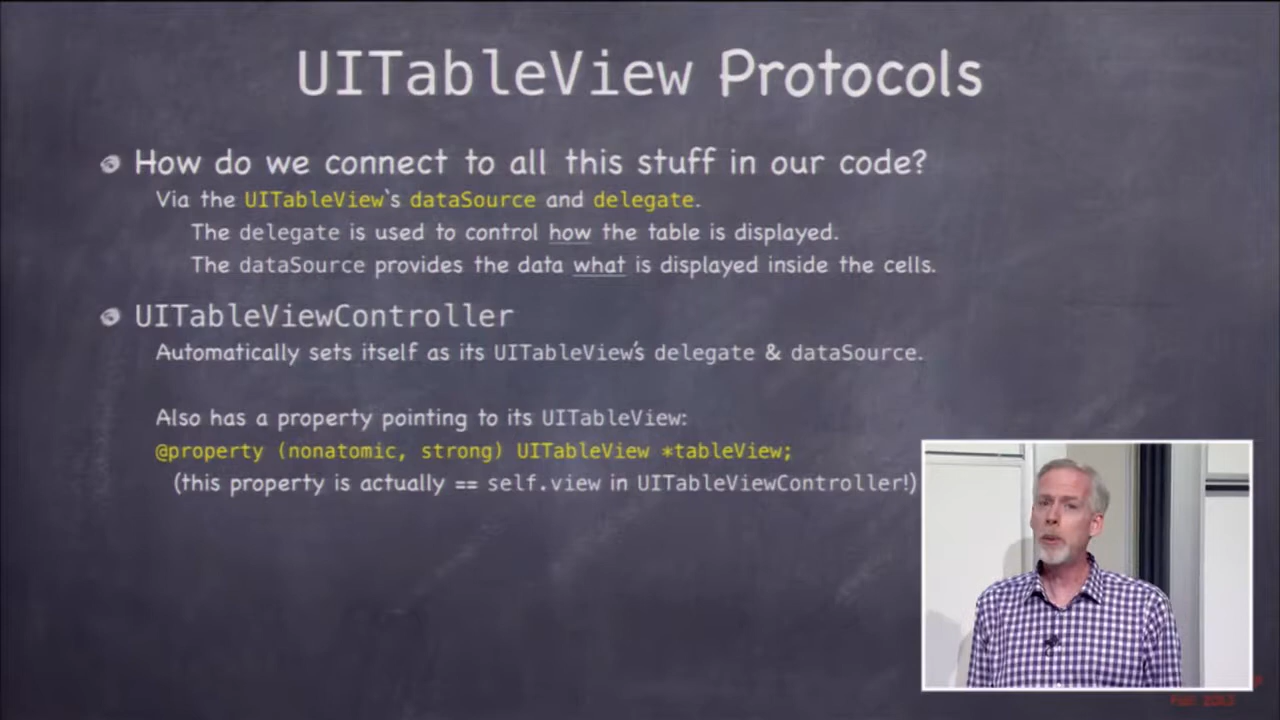 UITableView Protocols
How do we connect to all this stuff in our code?
Via the UITableView`s dataSource and delegate.
The delegate is used to control how the table is displayed.
The dataSource provides the data what is displayed inside the cells.
UITableViewController
Automatically sets itself as its UITableView’s delegate & dataSource.
Also has a property pointing to its UITableView:
@property (nonatomic, strong) UITableView *tableView;
(this property is actually == self.view in UITableViewController!)